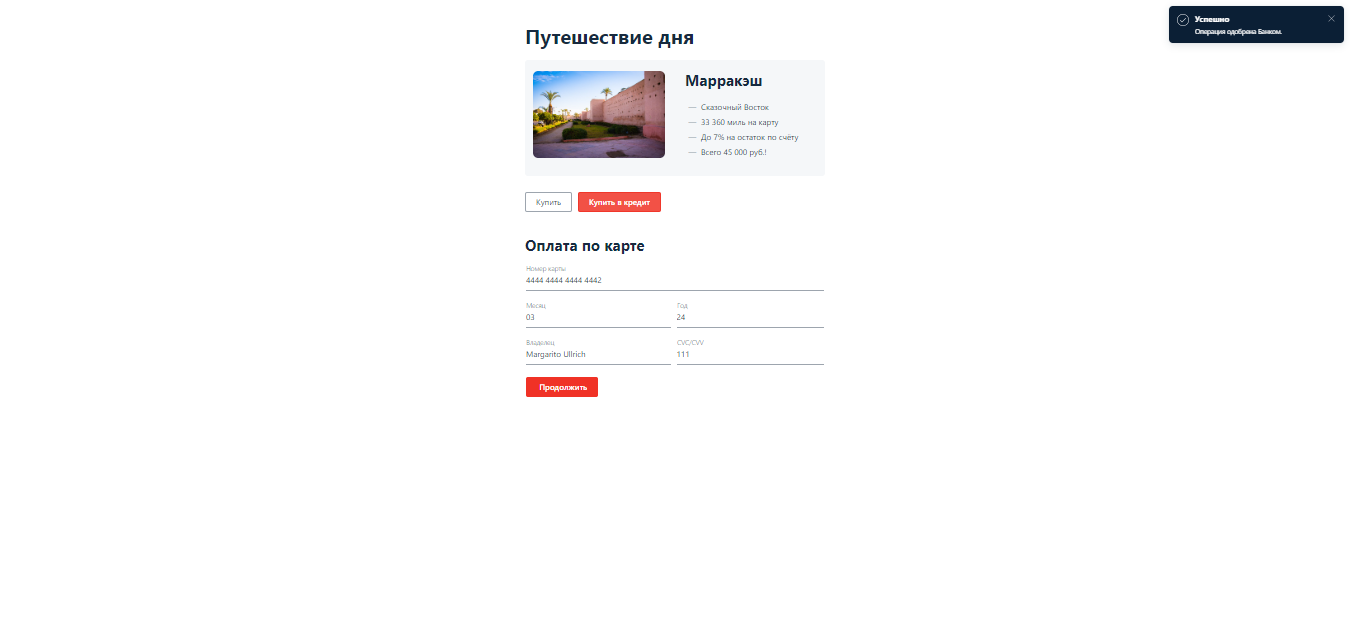 Успешно
Операция одобрена Банком.
Путешествие дня
Марракэш
— Сказочный Восток
— 33 360 миль на карту
— До 7% на остаток по счёту
— Всего 45 000 руб.!
Купить Купить в кредит
Оплата по карте
Номер карты
4444 4444 4444 4442
Месяц Год
03 24
Владелец CVC/CVV
Margarito Ullrich 111
Продолжить